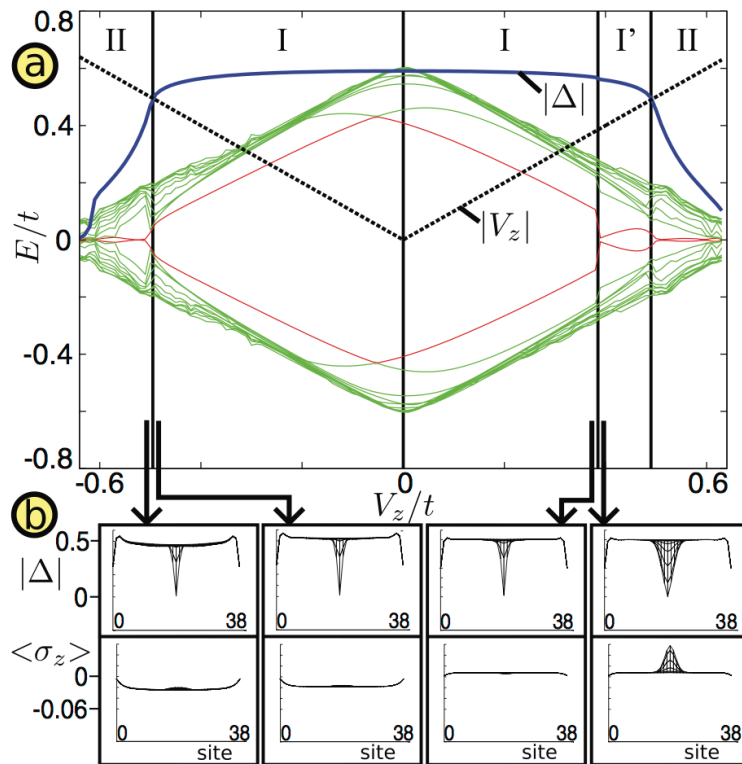 0.8
II I I I' II
a
|Δ|
0.4
E/t
0
|V_z|
-0.4
-0.8
-0.6 0 0.6
V_z/t
b
|Δ| 0.5 0
0 38 0 38 0 38 0 38
<σ_z> 0 -0.06
0 38 0 38 0 38 0 38
site site site site